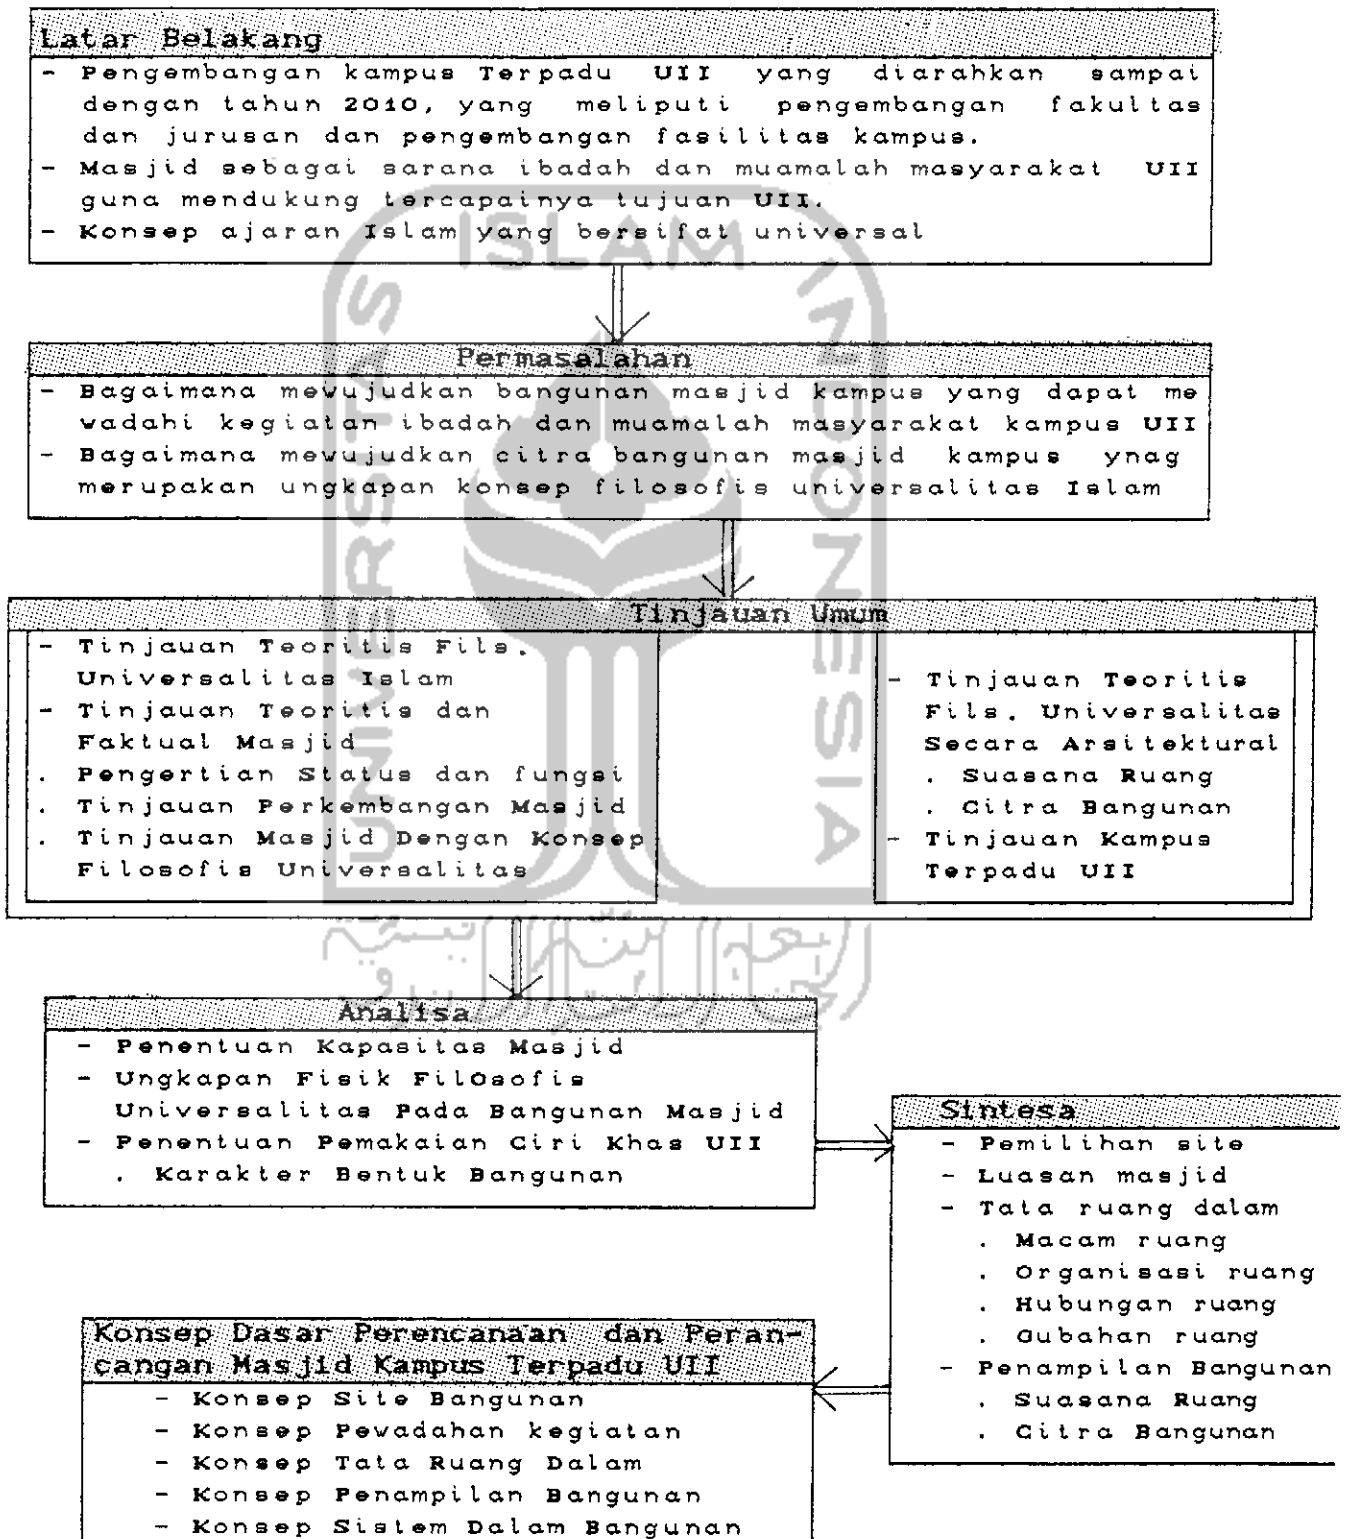 Latar Belakang
- Pengembangan kampus Terpadu UII yang diarahkan sampai
dengan tahun 2010, yang meliputi pengembangan fakultas
dan jurusan dan pengembangan fasilitas kampus.
- Masjid sebagai sarana ibadah dan muamalah masyarakat UII
guna mendukung tercapainya tujuan UII.
- Konsep ajaran Islam yang bersifat universal
Permasalahan
- Bagaimana mewujudkan bangunan masjid kampus yang dapat me
wadahi kegiatan ibadah dan muamalah masyarakat kampus UII
- Bagaimana mewujudkan citra bangunan masjid kampus ynag
merupakan ungkapan konsep filosofis universalitas Islam
Tinjauan Umum
- Tinjauan Teoritis Fils.
Universalitas Islam
- Tinjauan Teoritis dan
Faktual Masjid
. Pengertian Status dan fungsi
. Tinjauan Perkembangan Masjid
. Tinjauan Masjid Dengan Konsep
Filosofis Universalitas
- Tinjauan Teoritis
Fils. Universalitas
Secara Arsitektural
. Suasana Ruang
. Citra Bangunan
- Tinjauan Kampus
Terpadu UII
Analisa
- Penentuan Kapasitas Masjid
- Ungkapan Fisik FilOsofis
Universalitas Pada Bangunan Masjid
- Penentuan Pemakaian Ciri Khas UII
. Karakter Bentuk Bangunan
Sintesa
- Pemilihan site
- Luasan masjid
- Tata ruang dalam
. Macam ruang
. Organisasi ruang
. Hubungan ruang
. Gubahan ruang
- Penampilan Bangunan
. Suasana Ruang
. Citra Bangunan
Konsep Dasar Perencanaan dan Peran-
cangan Masjid Kampus Terpadu UII
- Konsep Site Bangunan
- Konsep Pewadahan kegiatan
- Konsep Tata Ruang Dalam
- Konsep Penampilan Bangunan
- Konsep Sistem Dalam Bangunan
UNIVERSITAS
ISLAM
INDONESIA